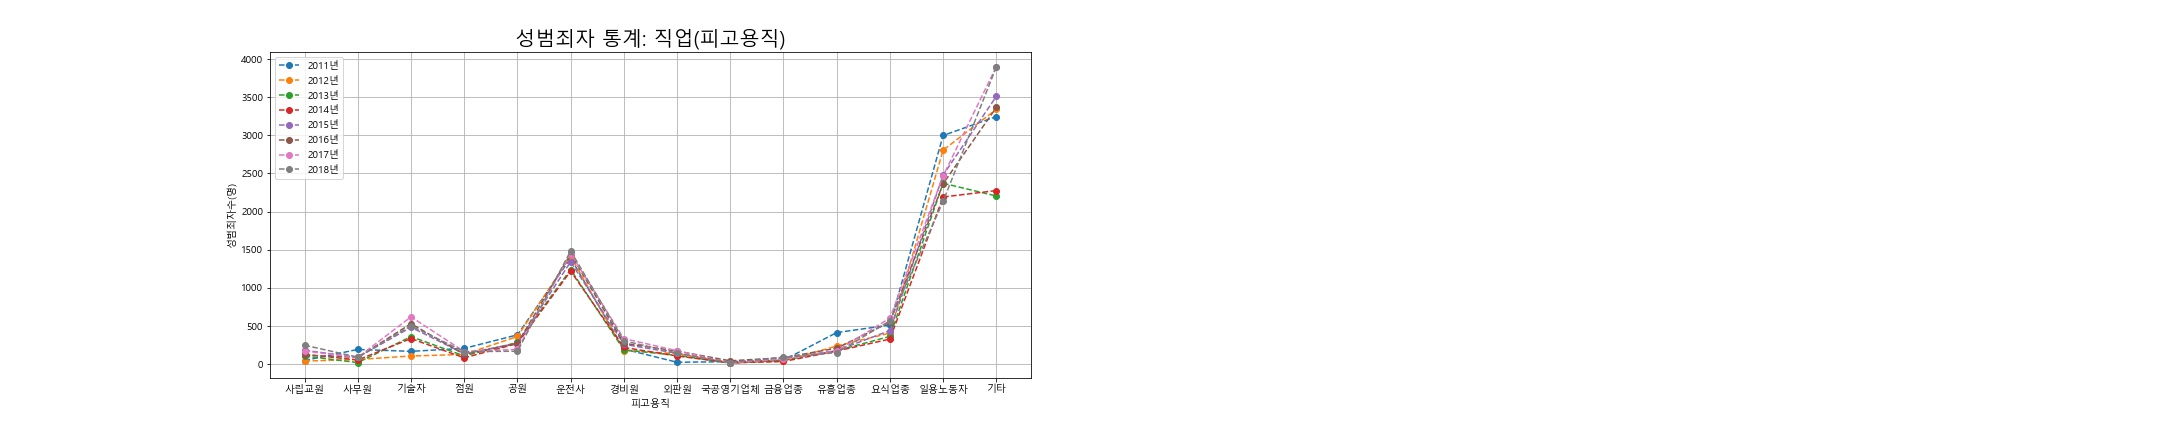 성범죄자 통계: 직업(피고용직)
2011년
2012년
2013년
2014년
2015년
2016년
2017년
2018년
4000
3500
3000
2500
2000
1500
1000
500
0
성범죄자수(명)
사립교원 사무원 기술자 점원 공원 운전사 경비원 외판원 국공영기업체 금융업종 유흥업종 요식업종 일용노동자 기타
피고용직